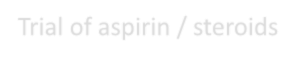 Trial of aspirin / steroids